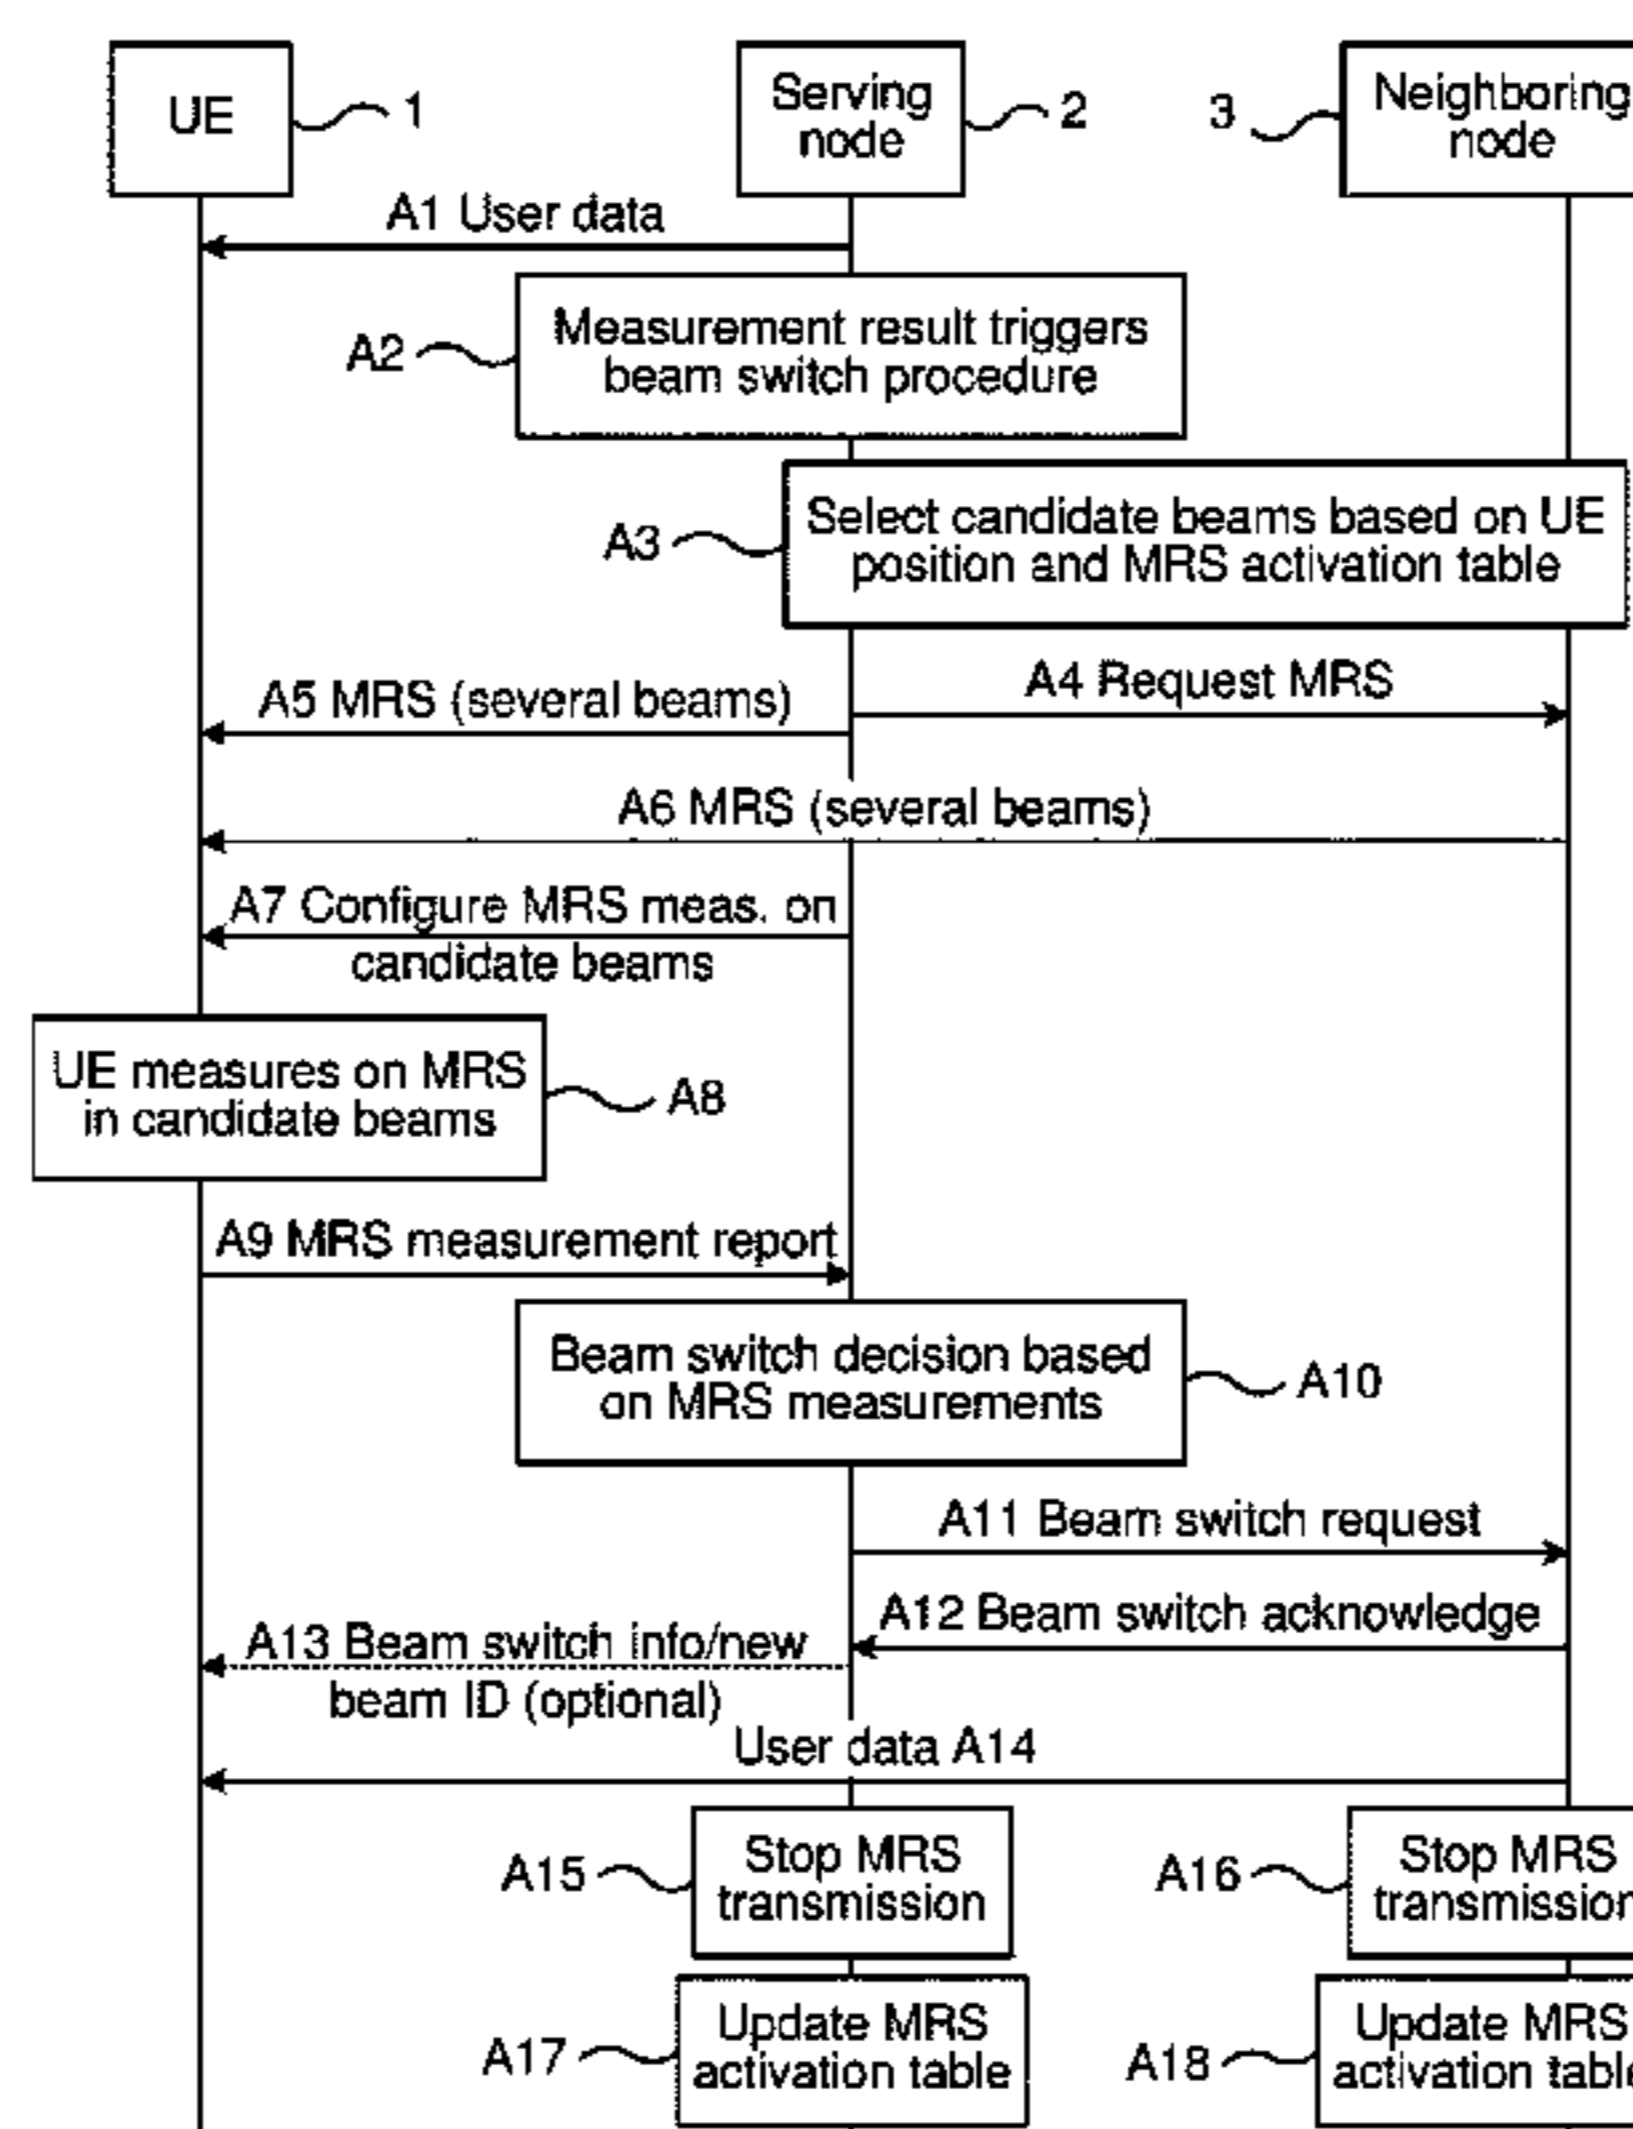 UE
1
Serving
node
2
3
Neighboring
node
A1 User data
A2
Measurement result triggers
beam switch procedure
A3
Select candidate beams based on UE
position and MRS activation table
A4 Request MRS
A5 MRS (several beams)
A6 MRS (several beams)
A7 Configure MRS meas. on
candidate beams
UE measures on MRS
in candidate beams
A8
A9 MRS measurement report
Beam switch decision based
on MRS measurements
A10
A11 Beam switch request
A12 Beam switch acknowledge
A13 Beam switch info/new
beam ID (optional)
User data A14
A15
Stop MRS
transmission
A16
Stop MRS
transmission
A17
Update MRS
activation table
A18
Update MRS
activation table